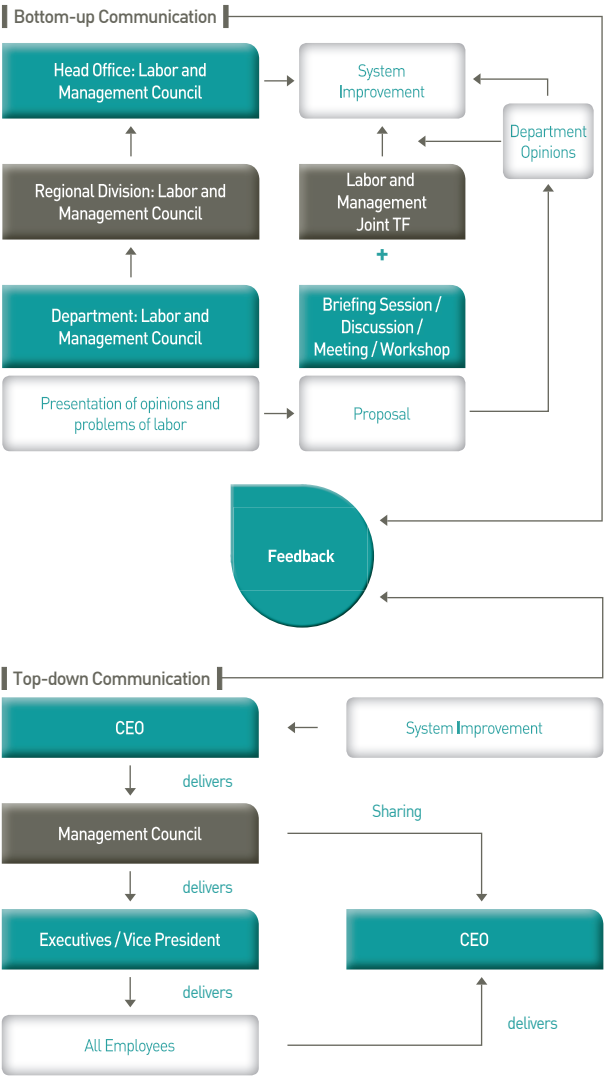 Bottom-up Communication
Head Office: Labor and
Management Council
System
Improvement
Department
Opinions
Regional Division: Labor and
Management Council
Labor and
Management
Joint TF
+
Department: Labor and
Management Council
Briefing Session /
Discussion /
Meeting / Workshop
Presentation of opinions and
problems of labor
Proposal
Feedback
Top-down Communication
CEO
System Improvement
delivers
Management Council
Sharing
delivers
Executives / Vice President
CEO
delivers
All Employees
delivers